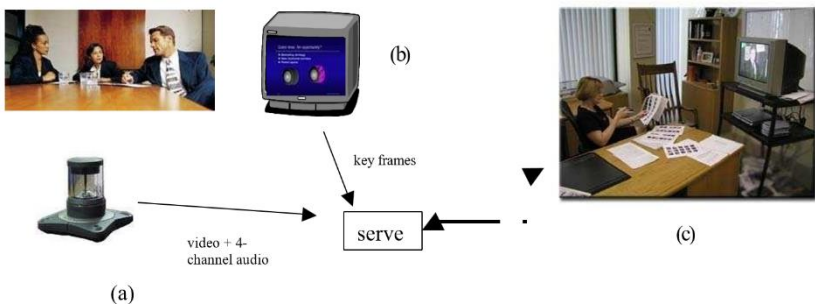 (b)
key frames
serve
video + 4-
channel audio
(a)
(c)